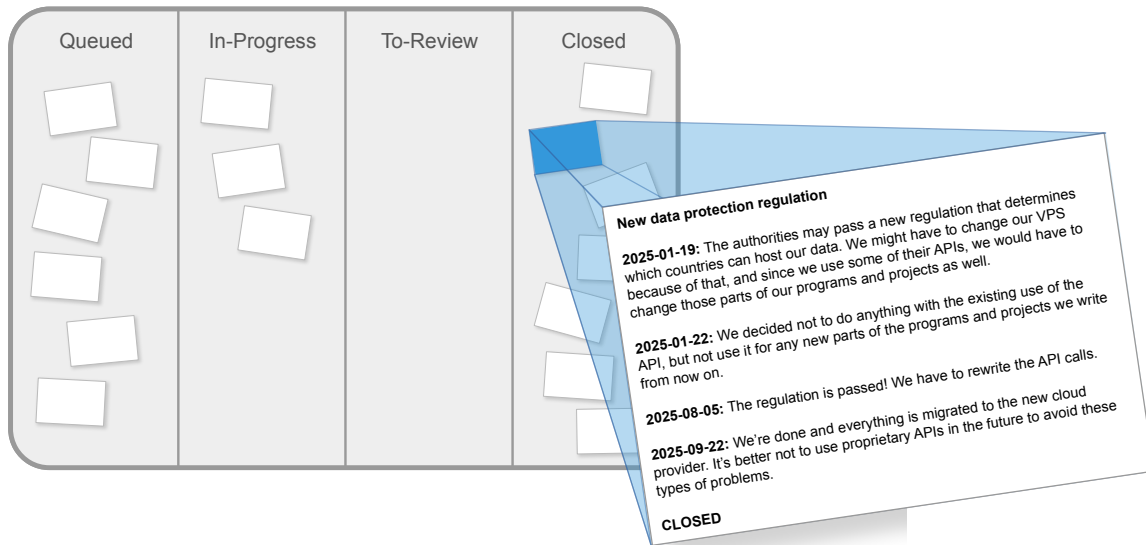 Queued
In-Progress
To-Review
Closed
New data protection regulation
2025-01-19: The authorities may pass a new regulation that determines
which countries can host our data. We might have to change our VPS
because of that, and since we use some of their APIs, we would have to
change those parts of our programs and projects as well.
2025-01-22: We decided not to do anything with the existing use of the
API, but not use it for any new parts of the programs and projects we write
from now on.
2025-08-05: The regulation is passed! We have to rewrite the API calls.
2025-09-22: We're done and everything is migrated to the new cloud
provider. It's better not to use proprietary APIs in the future to avoid these
types of problems.
CLOSED